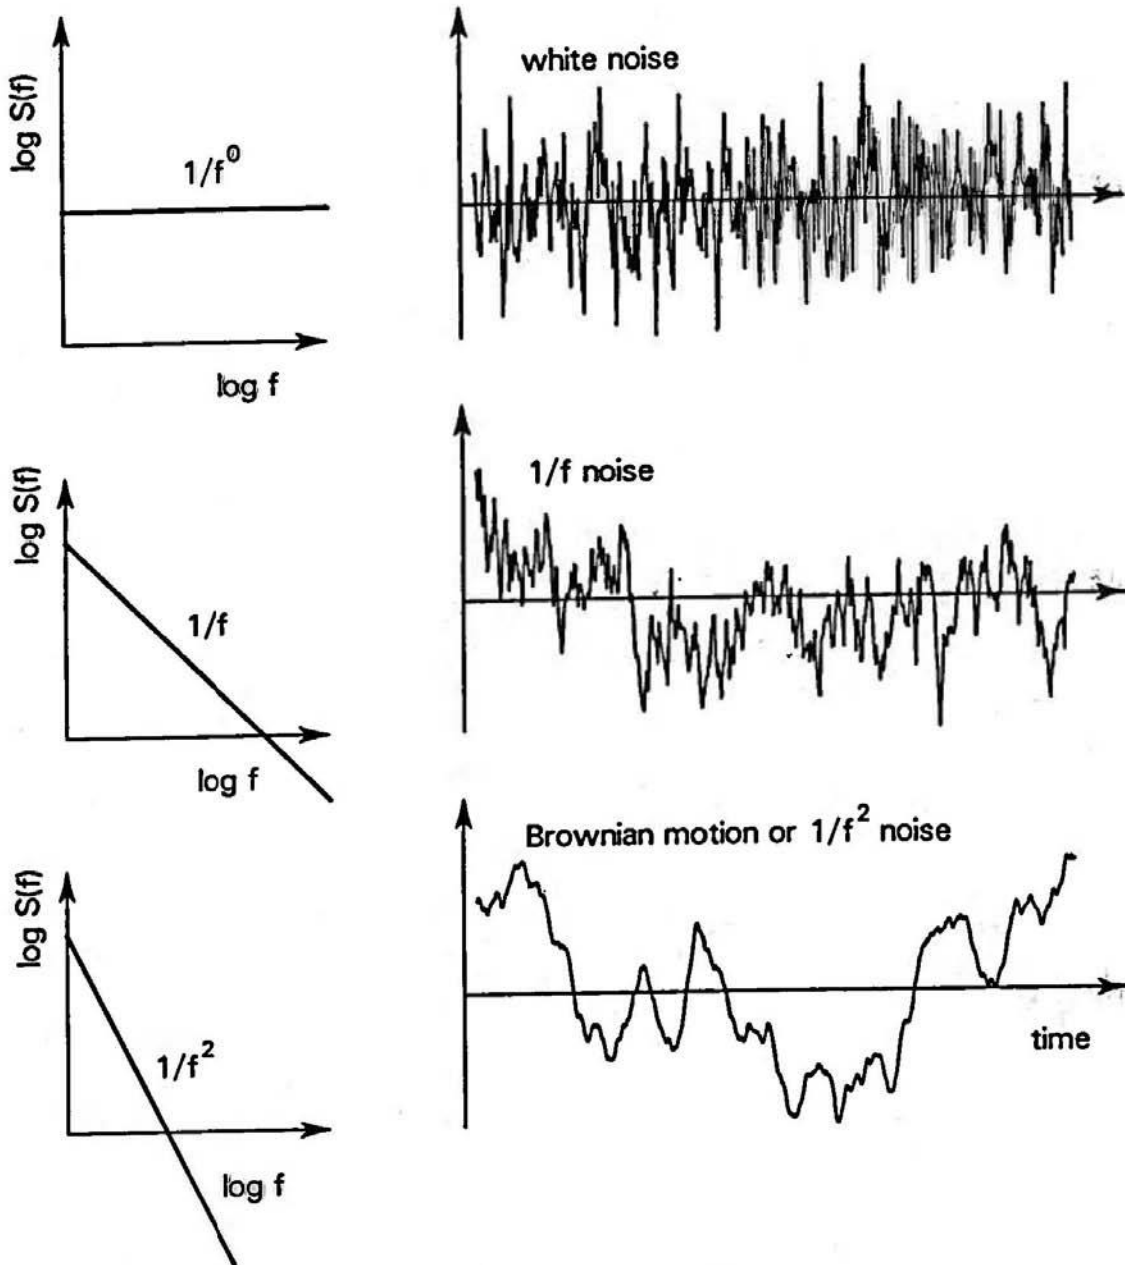 log S(f)
1/f⁰
log f
white noise
log S(f)
1/f
log f
1/f noise
log S(f)
1/f²
log f
Brownian motion or 1/f² noise
time